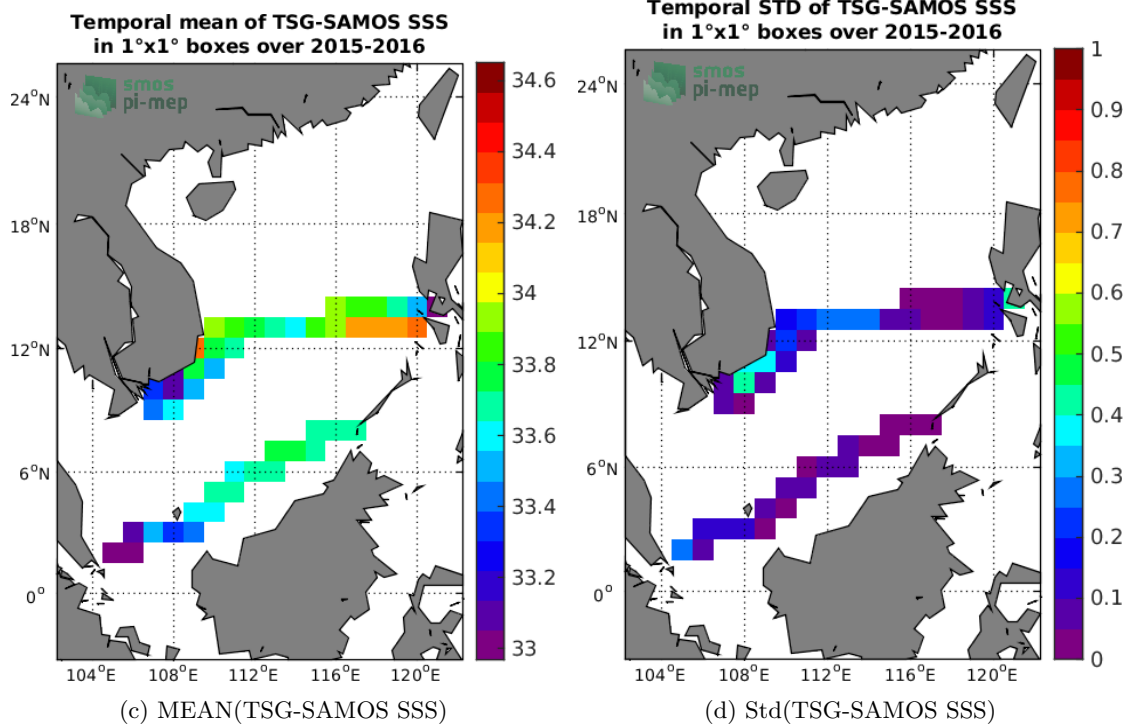 Temporal mean of TSG-SAMOS SSS
in 1°x1° boxes over 2015-2016
smos
pi-mep
24°N
18°N
12°N
6°N
0°
104°E
108°E
112°E
116°E
120°E
34.6
34.4
34.2
34
33.8
33.6
33.4
33.2
33
(c) MEAN(TSG-SAMOS SSS)
Temporal STD of TSG-SAMOS SSS
in 1°x1° boxes over 2015-2016
smos
pi-mep
24°N
18°N
12°N
6°N
0°
104°E
108°E
112°E
116°E
120°E
1
0.9
0.8
0.7
0.6
0.5
0.4
0.3
0.2
0.1
0
(d) Std(TSG-SAMOS SSS)